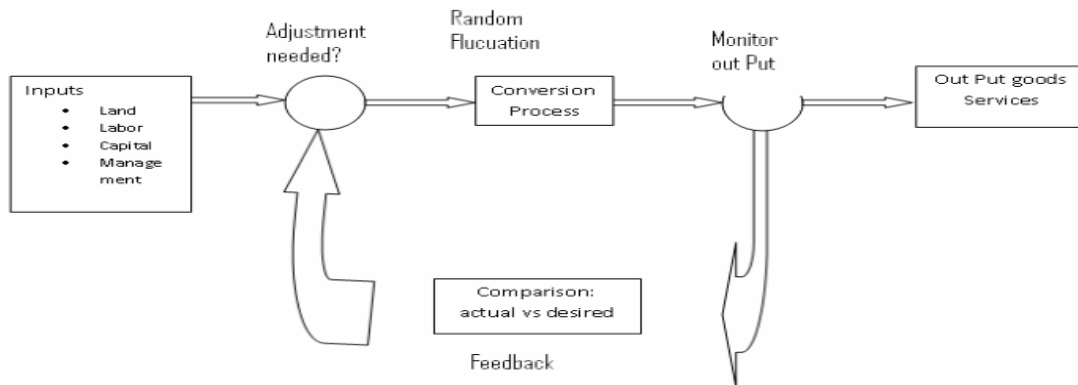 Adjustment
needed?
Random
Flucuation
Monitor
out Put
Inputs
• Land
• Labor
• Capital
• Manage
ment
Conversion
Process
Out Put goods
Services
Comparison:
actual vs desired
Feedback